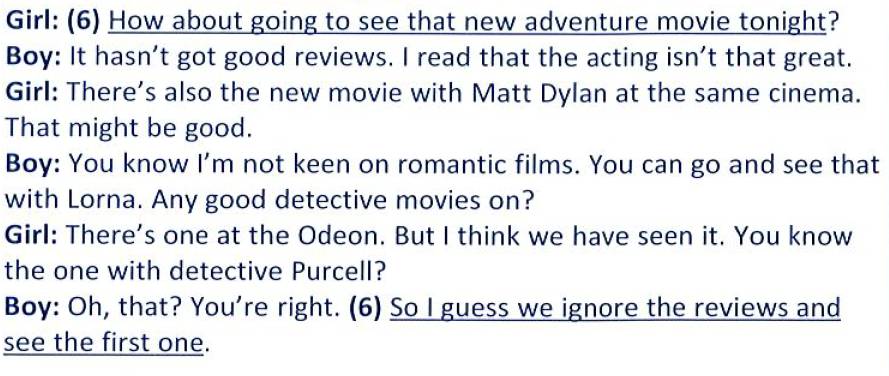 Girl: (6) How about going to see that new adventure movie tonight?
Boy: It hasn't got good reviews. I read that the acting isn't that great.
Girl: There's also the new movie with Matt Dylan at the same cinema.
That might be good.
Boy: You know I'm not keen on romantic films. You can go and see that
with Lorna. Any good detective movies on?
Girl: There's one at the Odeon. But I think we have seen it. You know
the one with detective Purcell?
Boy: Oh, that? You're right. (6) So I guess we ignore the reviews and
see the first one.